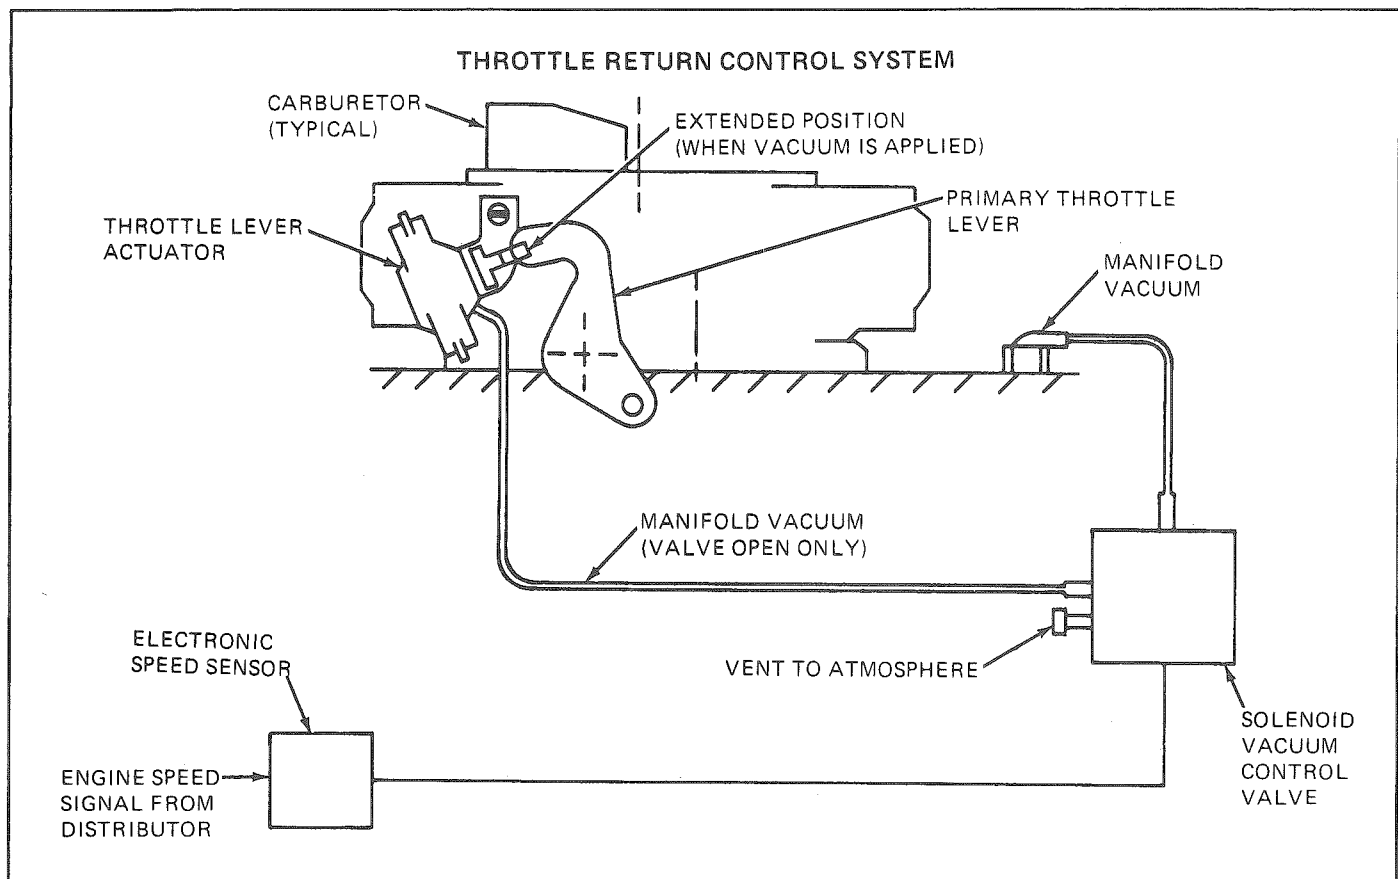 THROTTLE RETURN CONTROL SYSTEM
CARBURETOR
(TYPICAL)
EXTENDED POSITION
(WHEN VACUUM IS APPLIED)
PRIMARY THROTTLE
LEVER
THROTTLE LEVER
ACTUATOR
MANIFOLD
VACUUM
MANIFOLD VACUUM
(VALVE OPEN ONLY)
ELECTRONIC
SPEED SENSOR
VENT TO ATMOSPHERE
SOLENOID
VACUUM
CONTROL
VALVE
ENGINE SPEED
SIGNAL FROM
DISTRIBUTOR